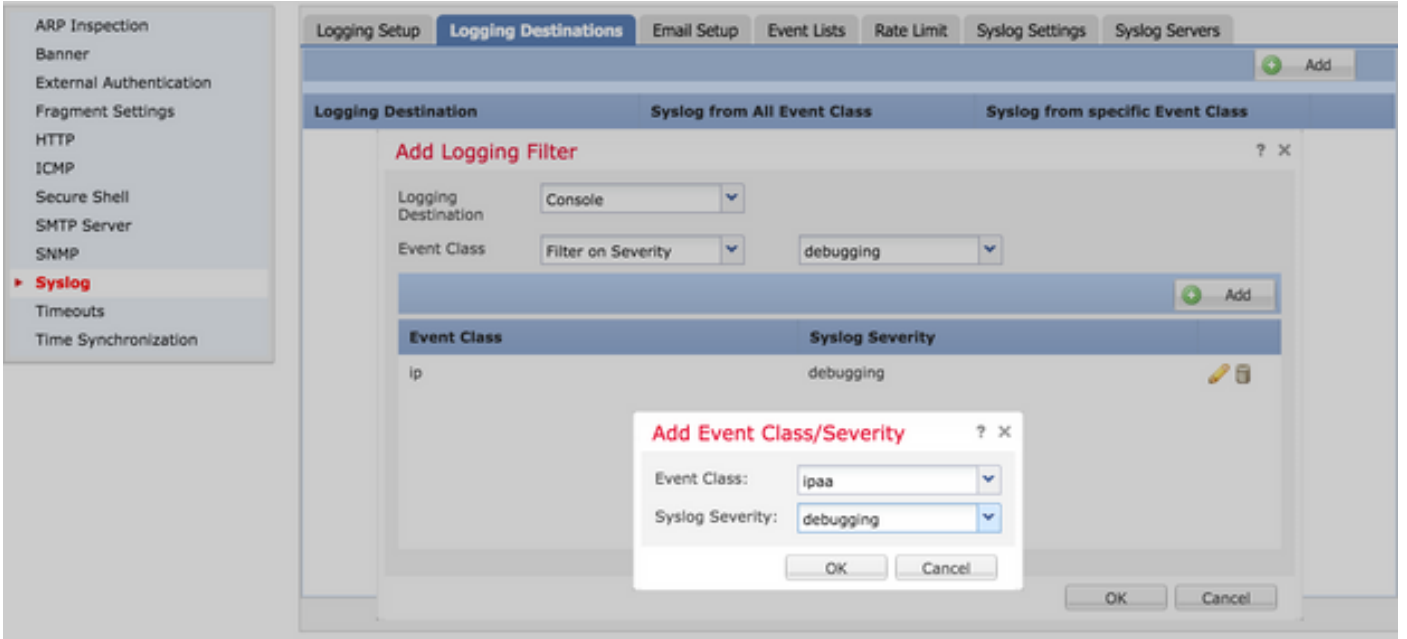 ARP Inspection
Banner
External Authentication
Fragment Settings
HTTP
ICMP
Secure Shell
SMTP Server
SNMP
Syslog
Timeouts
Time Synchronization
Logging Setup Logging Destinations Email Setup Event Lists Rate Limit Syslog Settings Syslog Servers
Add
Logging Destination Syslog from All Event Class Syslog from specific Event Class
Add Logging Filter ?
Logging
Destination
Console
Event Class Filter on Severity debugging
Add
Event Class Syslog Severity
ip debugging
Add Event Class/Severity ?
Event Class: ipaa
Syslog Severity: debugging
OK Cancel
OK Cancel